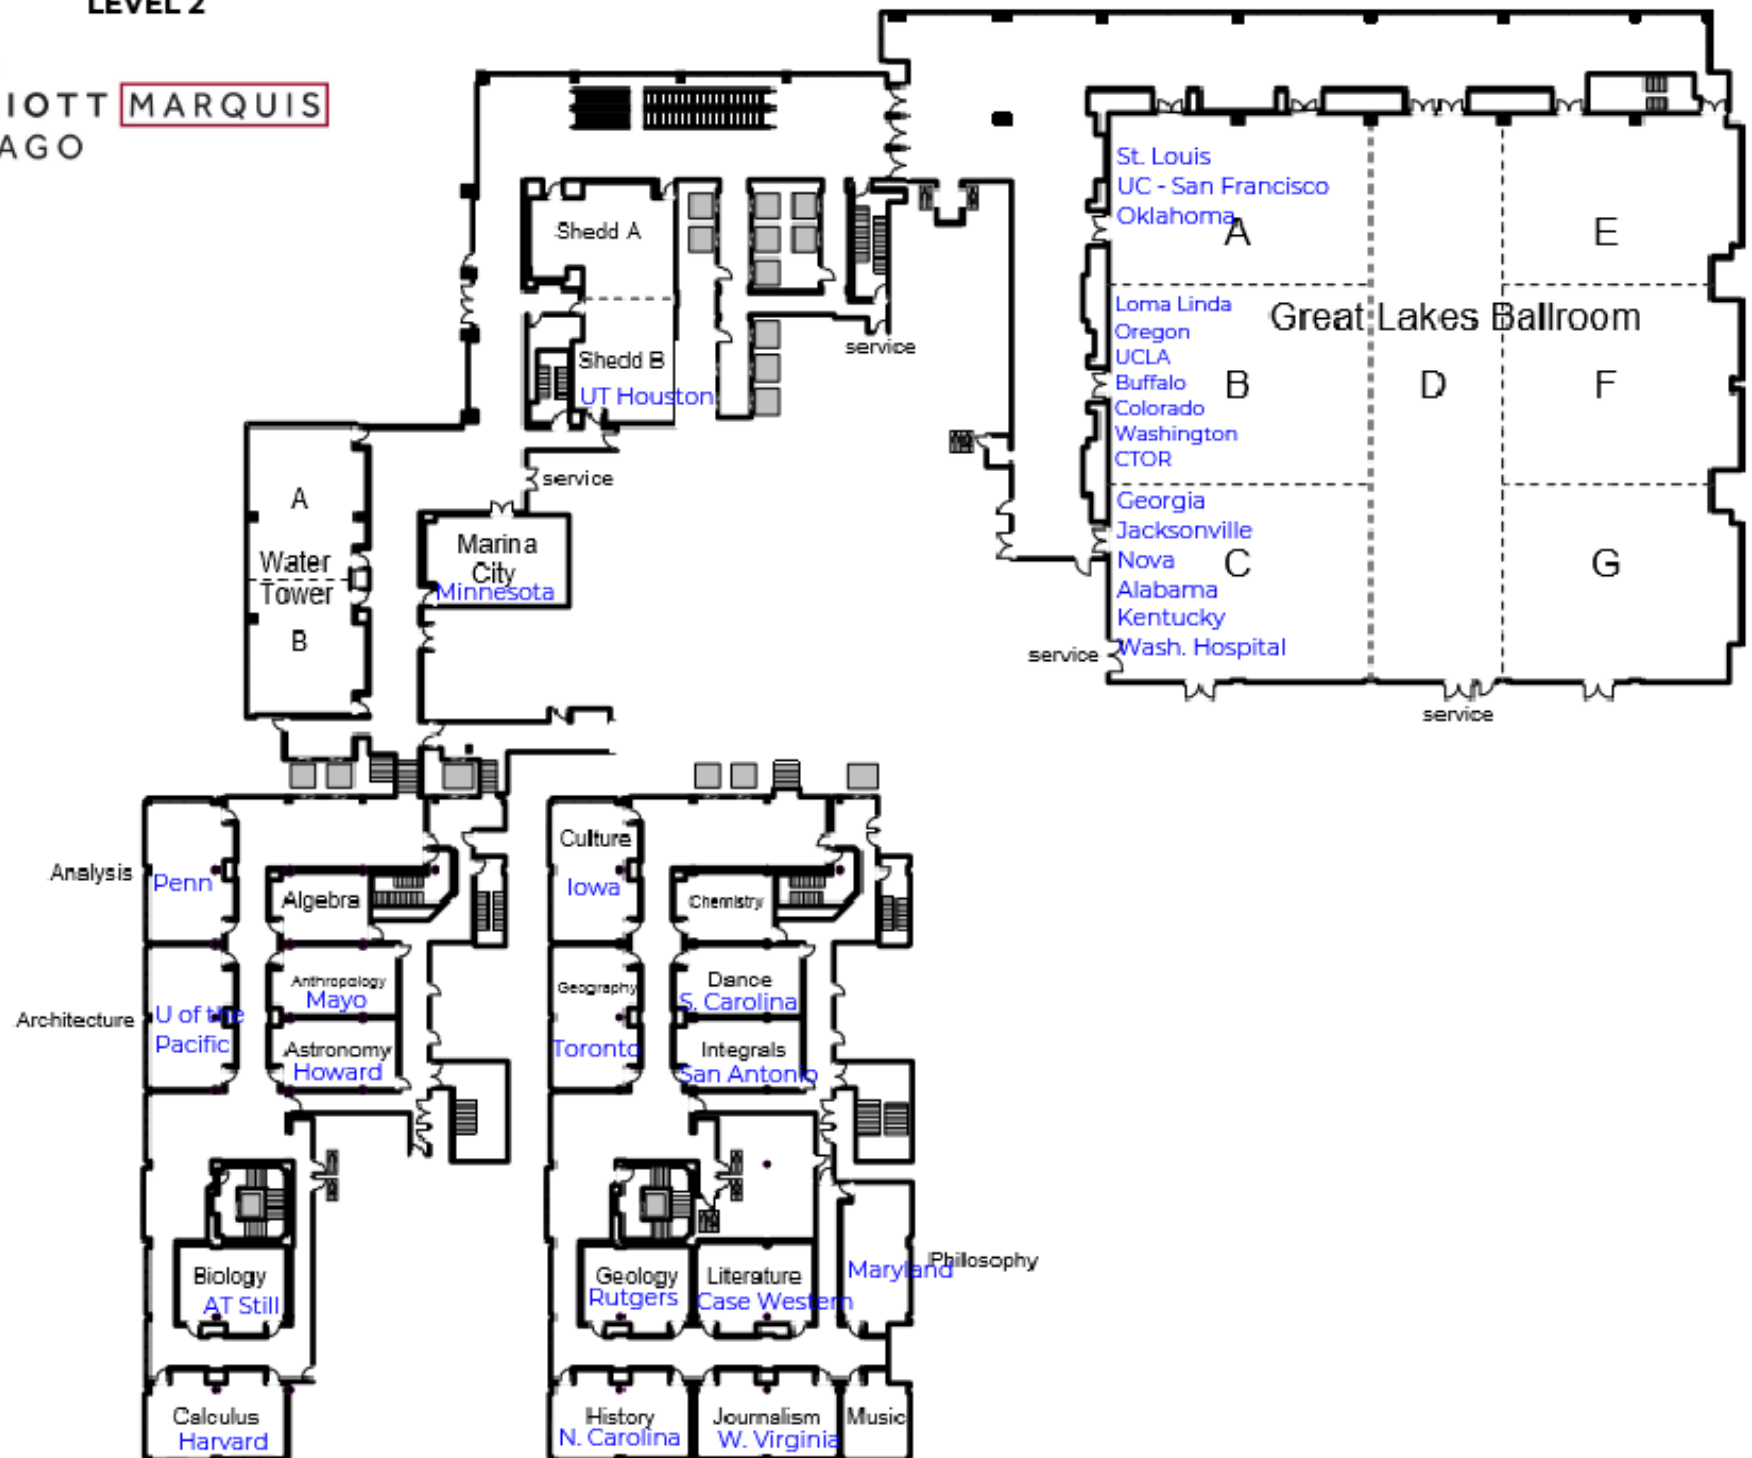 LEVEL 2
IOTT MARQUIS
AGO
Shedd A
Shedd B
UT Houston
service
service
A
Water
Tower
B
Marina
City
Minnesota
St. Louis
UC - San Francisco
Oklahoma
A
E
Great Lakes Ballroom
Loma Linda
Oregon
UCLA
Buffalo
Colorado
Washington
CTOR
B
D
F
Georgia
Jacksonville
Nova
Alabama
Kentucky
Wash. Hospital
C
G
service
service
Analysis
Penn
Algebra
Architecture
U of the
Pacific
Anthropology
Mayo
Astronomy
Howard
Biology
AT Still
Calculus
Harvard
Culture
Iowa
Chemistry
Geography
Toronto
Dance
S. Carolina
Integrals
San Antonio
Geology
Rutgers
Literature
Case Western
Maryland
Philosophy
History
N. Carolina
Journalism
W. Virginia
Music